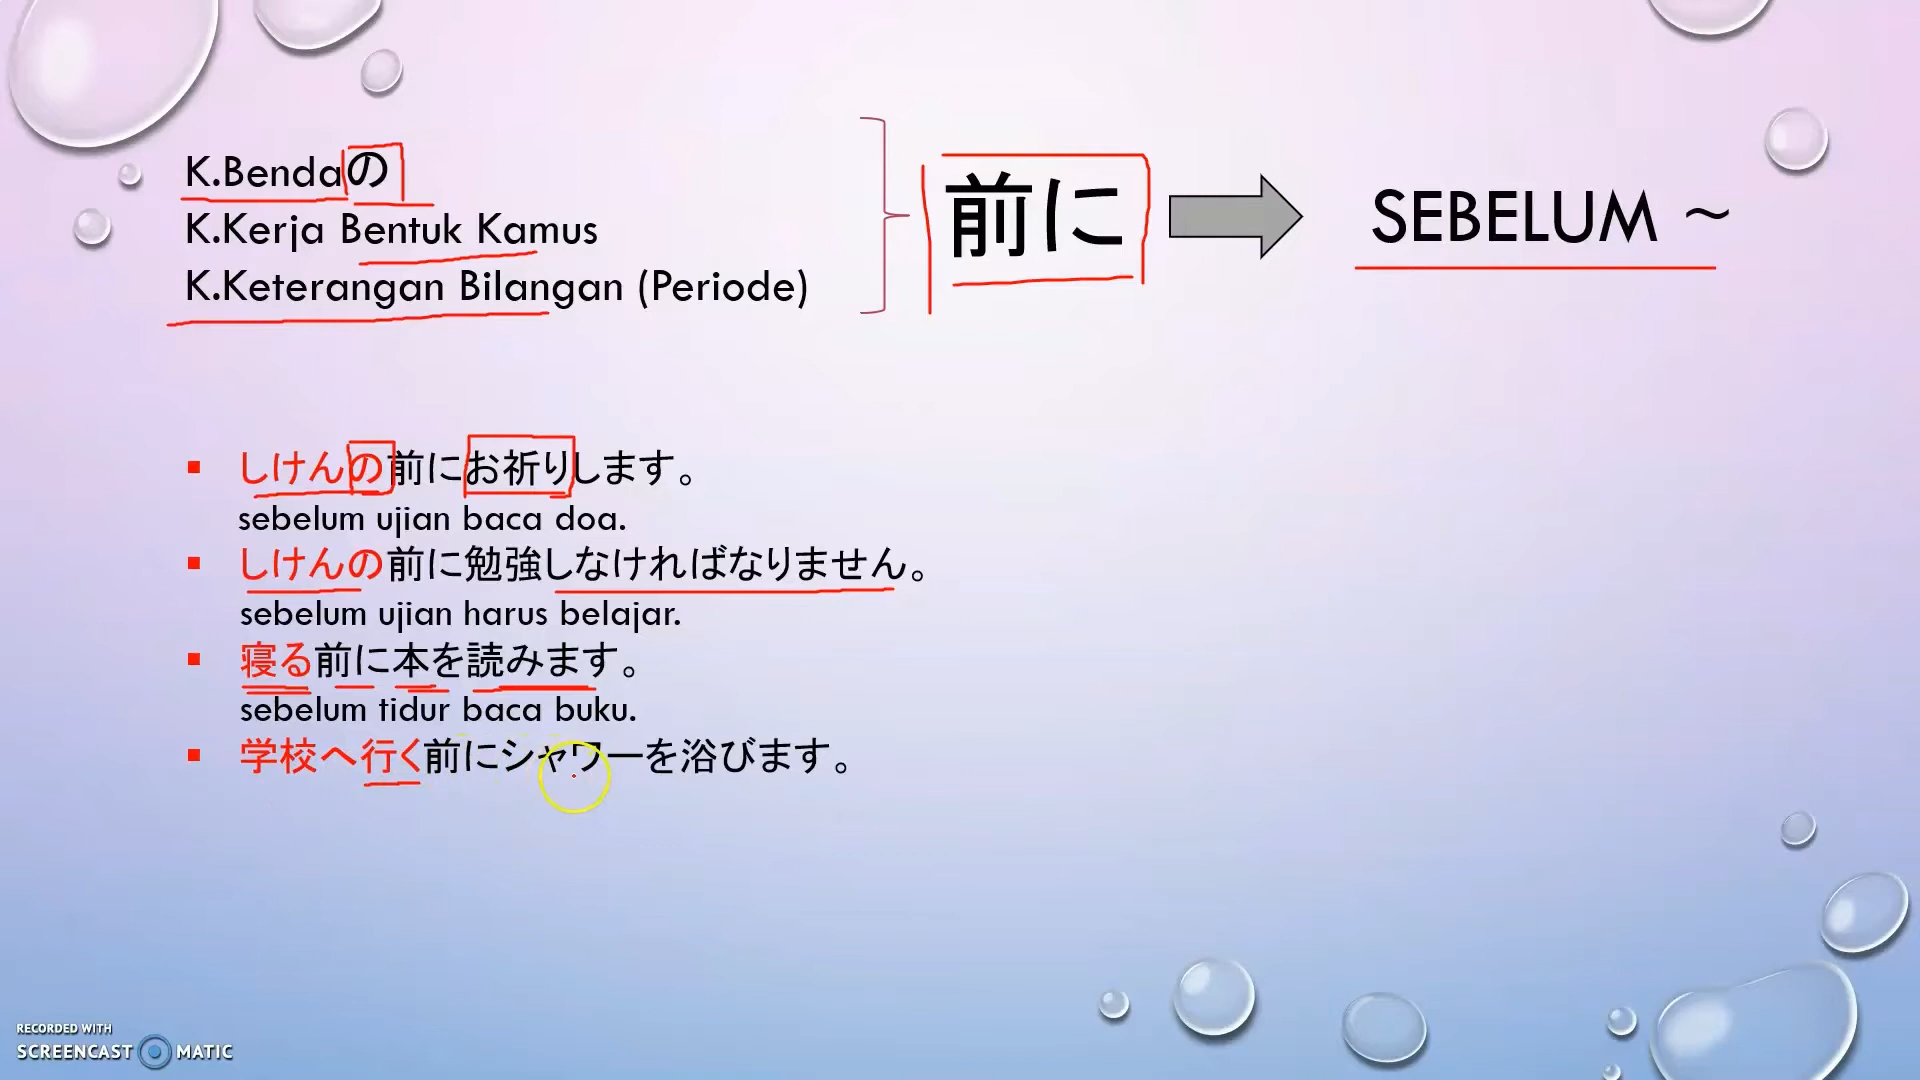 K.Bendaの
K.Kerja Bentuk Kamus
K.Keterangan Bilangan (Periode)
前に
SEBELUM ~
しけんの前にお祈りします。
sebelum ujian baca doa.
しけんの前に勉強しなければなりません。
sebelum ujian harus belajar.
寝る前に本を読みます。
sebelum tidur baca buku.
学校へ行く前にシャワーを浴びます。
RECORDED WITH
SCREENCAST MATIC